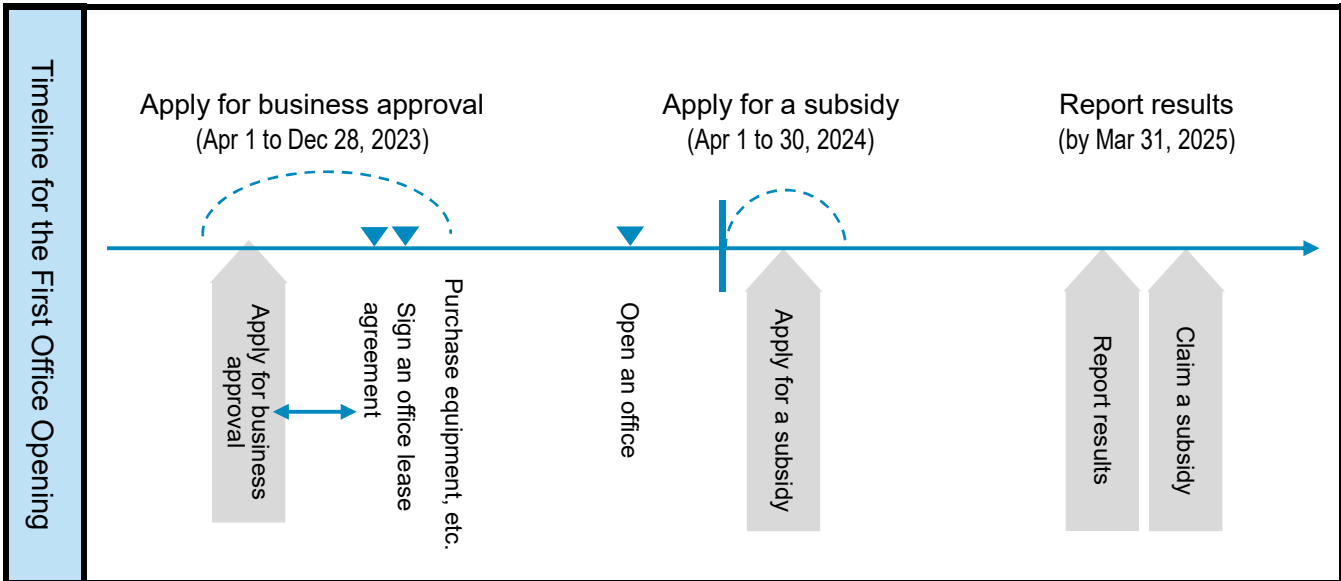 Timeline for the First Office Opening
Apply for business approval
(Apr 1 to Dec 28, 2023)
Apply for a subsidy
(Apr 1 to 30, 2024)
Report results
(by Mar 31, 2025)
Apply for business
approval
Sign an office lease
agreement
Purchase equipment, etc.
Open an office
Apply for a subsidy
Report results
Claim a subsidy